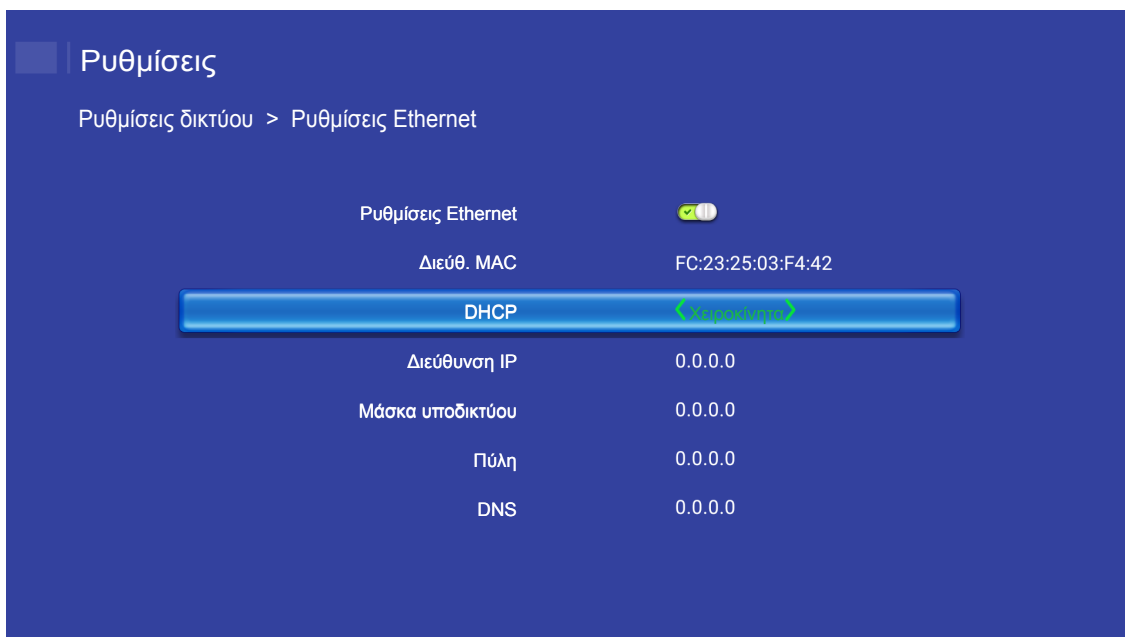 Ρυθμίσεις
Ρυθμίσεις δικτύου > Ρυθμίσεις Ethernet
Ρυθμίσεις Ethernet
Διεύθ. MAC FC:23:25:03:F4:42
DHCP Χειροκίνητα
Διεύθυνση IP 0.0.0.0
Μάσκα υποδικτύου 0.0.0.0
Πύλη 0.0.0.0
DNS 0.0.0.0